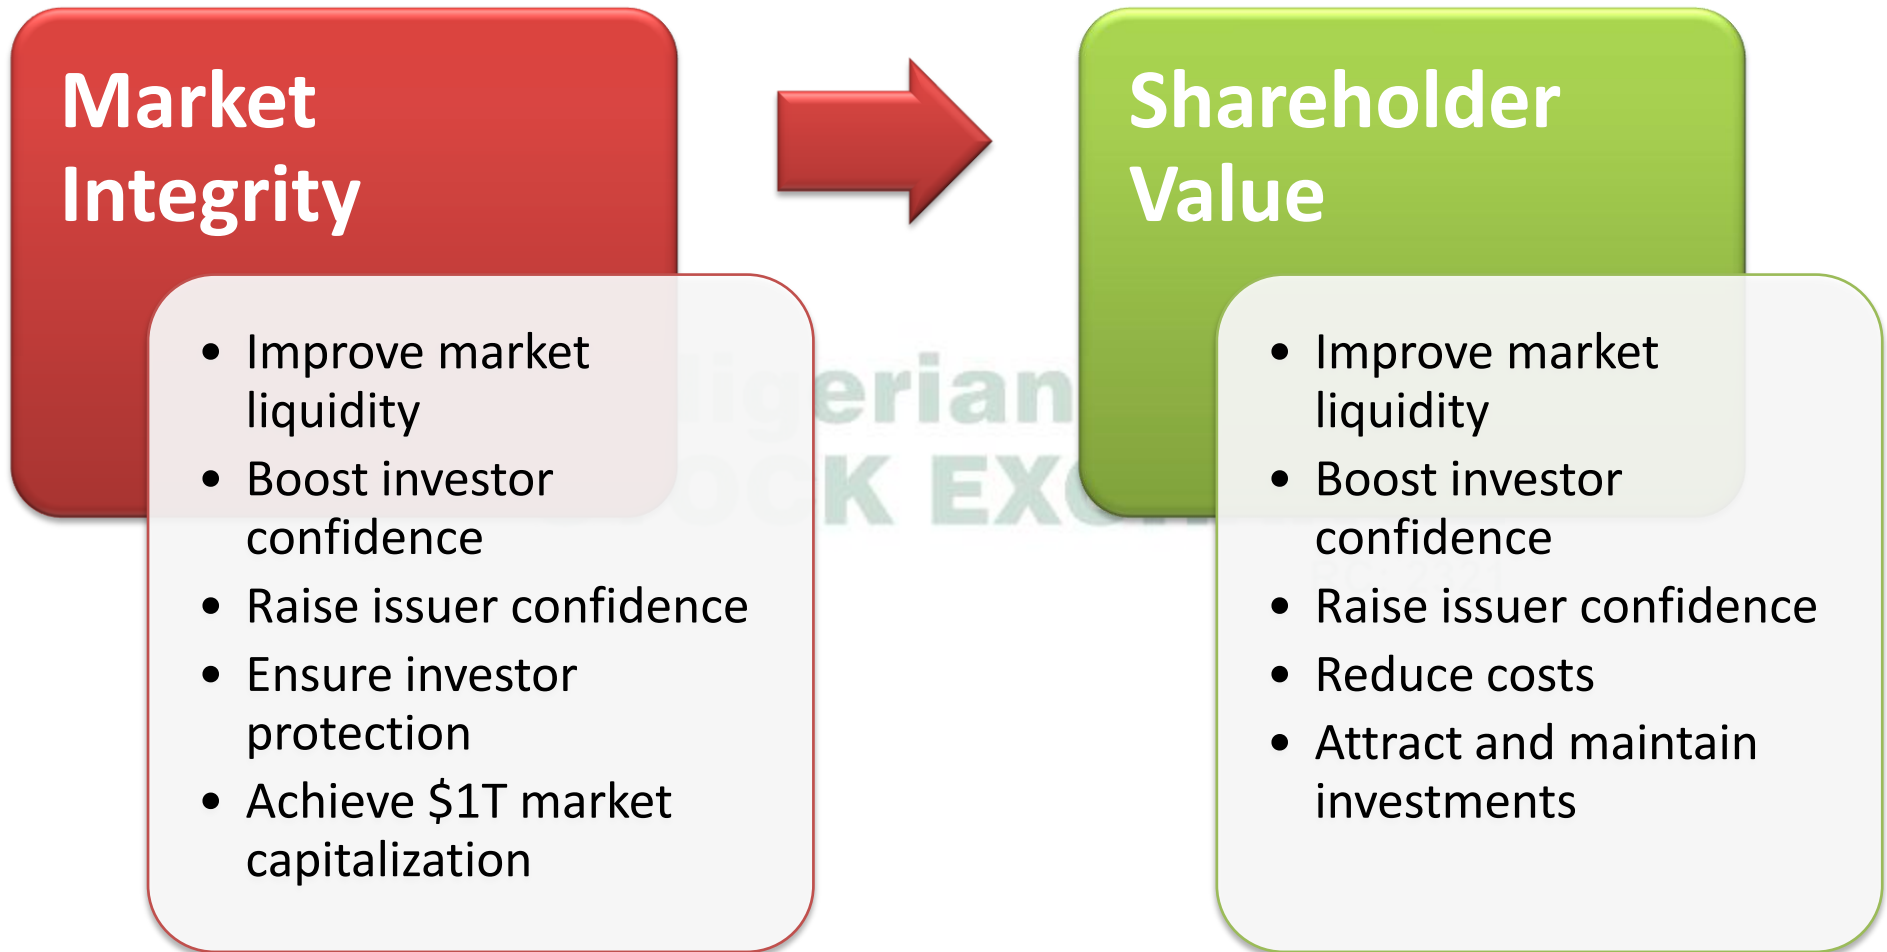 Market
Integrity
• Improve market
liquidity
• Boost investor
confidence
• Raise issuer confidence
• Ensure investor
protection
• Achieve $1T market
capitalization
Shareholder
Value
• Improve market
liquidity
• Boost investor
confidence
• Raise issuer confidence
• Reduce costs
• Attract and maintain
investments